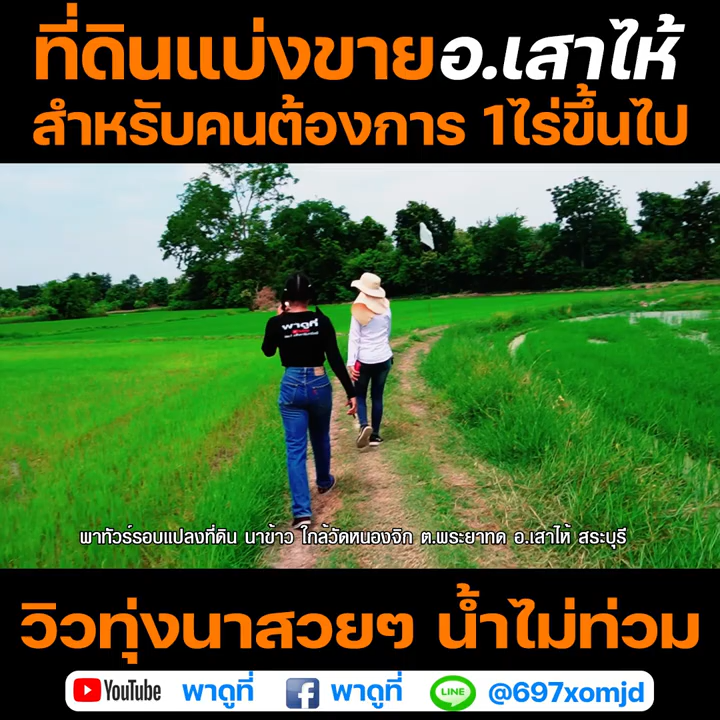 ที่ดินแบ่งขายอ.เสาไห้
สำหรับคนต้องการ 1ไร่ขึ้นไป
พาดูที่
พาทัวร์รอบแปลงที่ดิน นาข้าว ใกล้วัดหนองจิก ต.พระยาทด อ.เสาไห้ สระบุรี
วิวทุ่งนาสวยๆ น้ำไม่ท่วม
YouTube พาดูที่ f พาดูที่ LINE @697xomjd